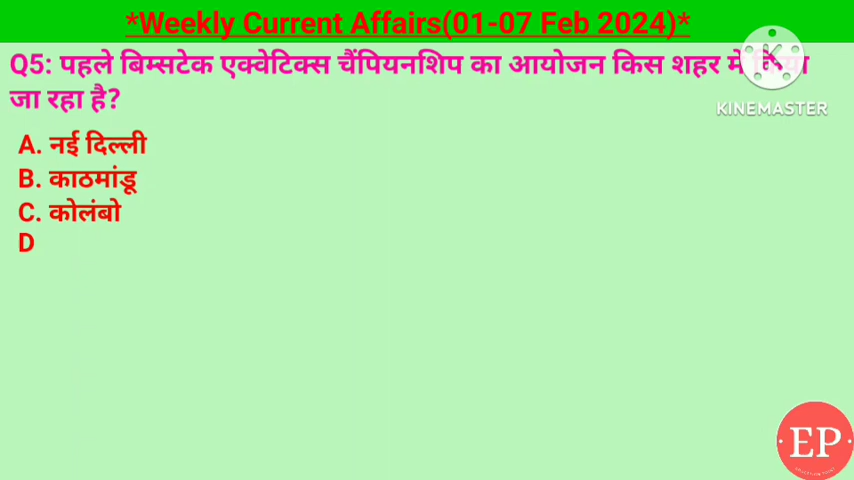 *Weekly Current Affairs(01-07 Feb 2024)*
Q5: पहले बिम्सटेक एक्वेटिक्स चैंपियनशिप का आयोजन किस शहर में किया
जा रहा है?
KINEMASTER
A. नई दिल्ली
B. काठमांडू
C. कोलंबो
D
EP